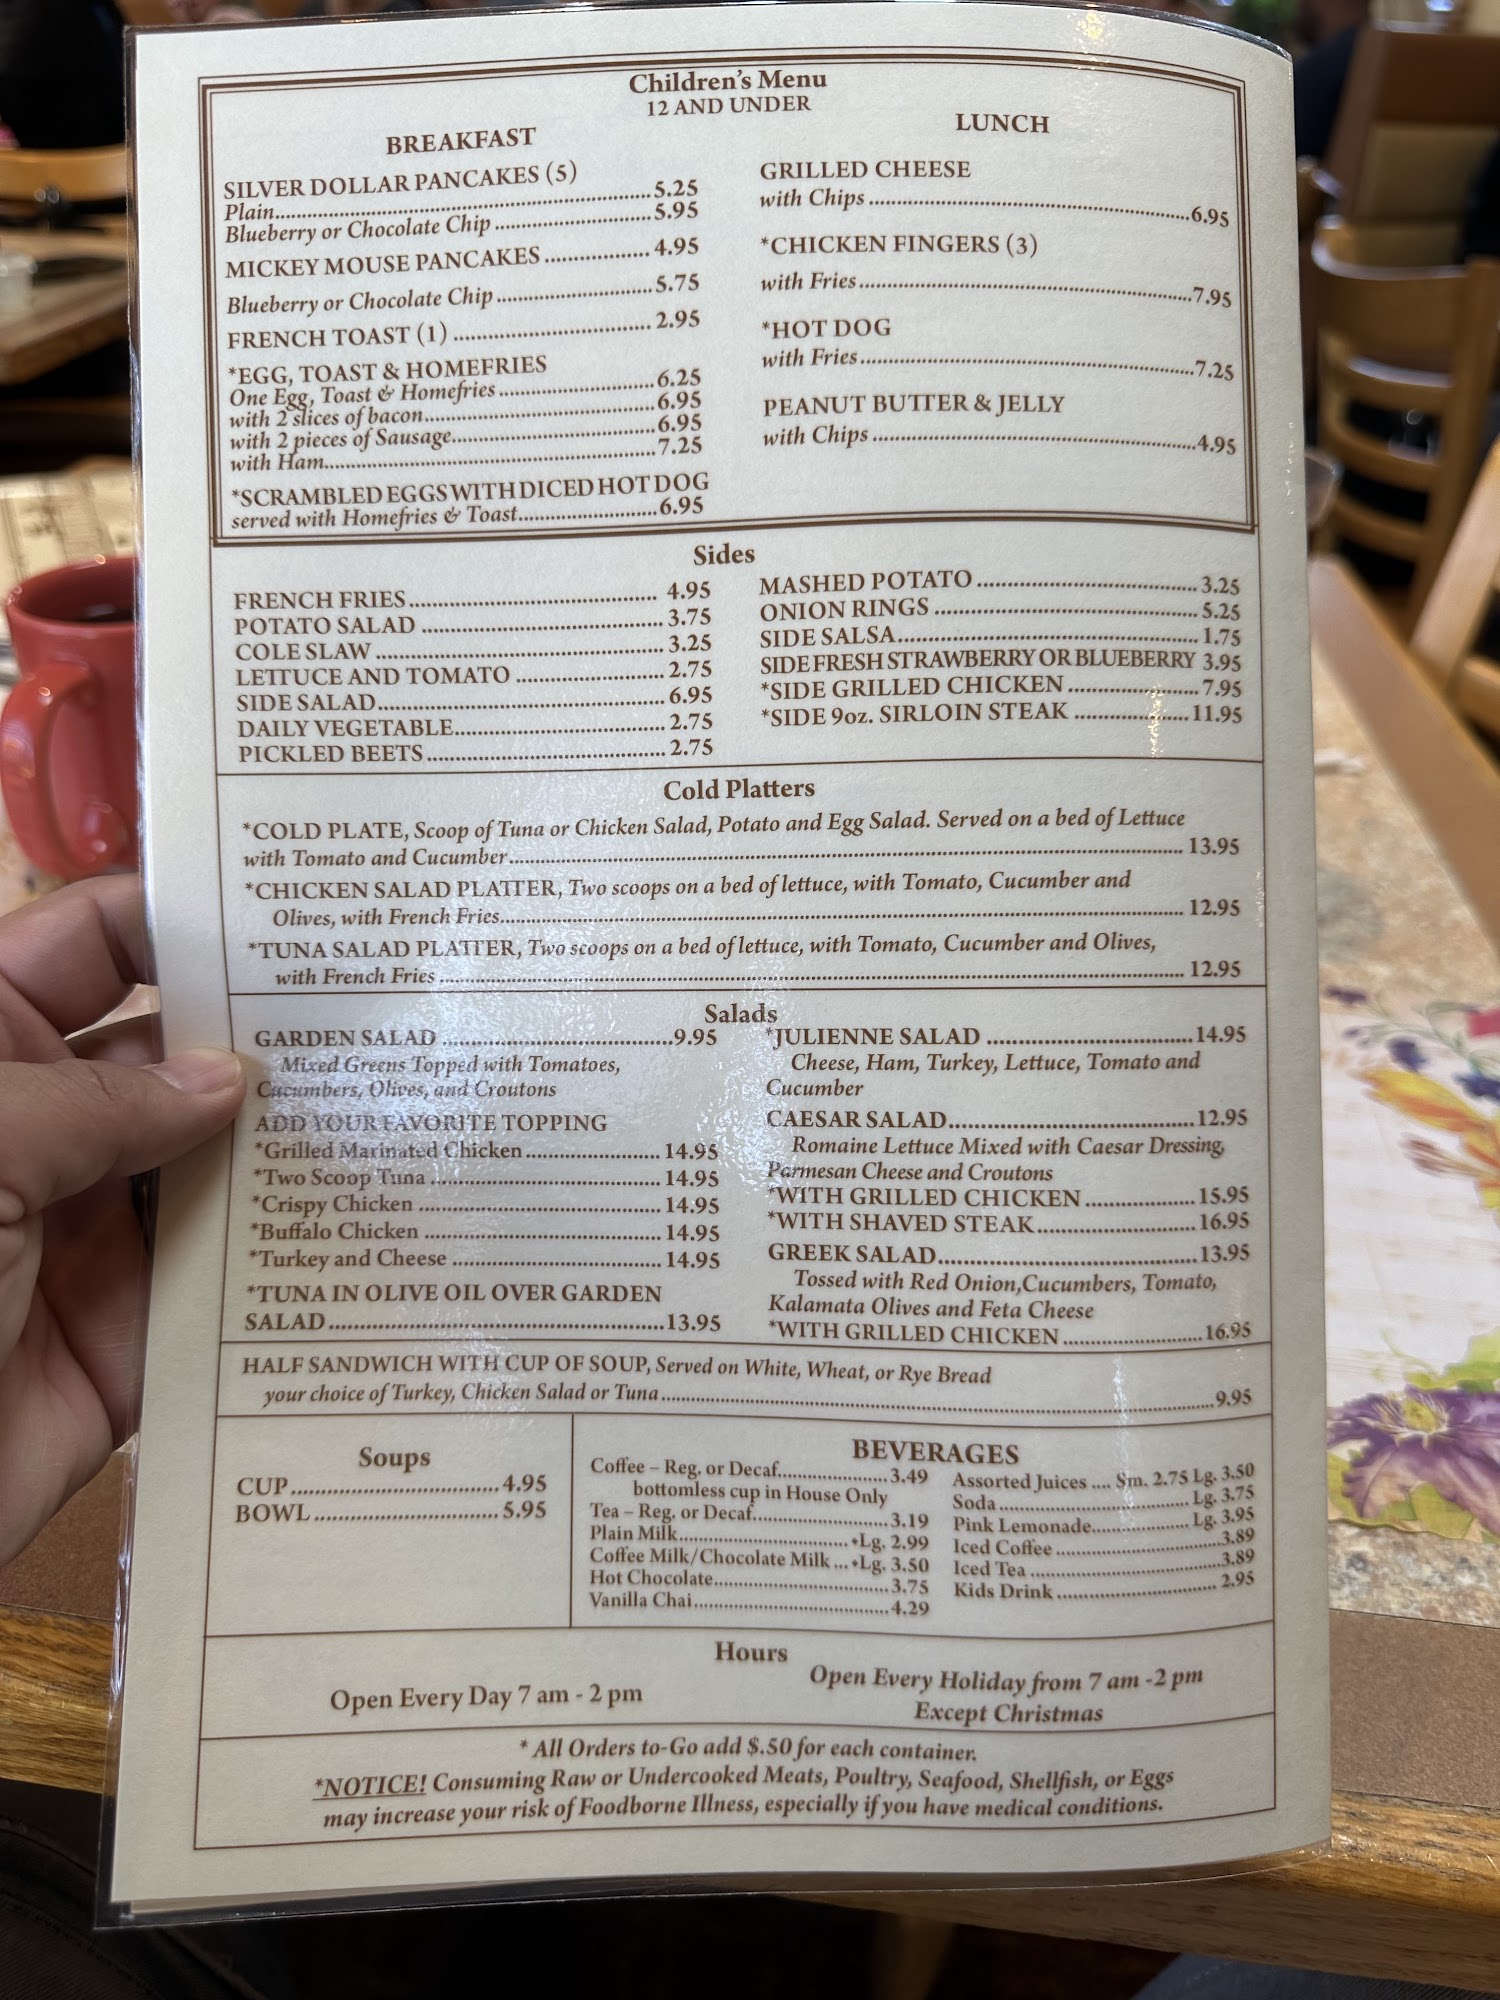 Children's Menu
12 AND UNDER
BREAKFAST
SILVER DOLLAR PANCAKES (5)
Plain..........5.25
Blueberry or Chocolate Chip..........5.95
MICKEY MOUSE PANCAKES..........4.95
Blueberry or Chocolate Chip..........5.75
FRENCH TOAST (1)..........2.95
*EGG, TOAST & HOMEFRIES
One Egg, Toast & Homefries..........6.25
with 2 slices of bacon..........6.95
with 2 pieces of Sausage..........6.95
with Ham..........7.25
*SCRAMBLED EGGS WITH DICED HOT DOG
served with Homefries & Toast..........6.95
LUNCH
GRILLED CHEESE
with Chips..........6.95
*CHICKEN FINGERS (3)
with Fries..........7.95
*HOT DOG
with Fries..........7.25
PEANUT BUTTER & JELLY
with Chips..........4.95
Sides
FRENCH FRIES..........4.95
POTATO SALAD..........3.75
COLE SLAW..........3.25
LETTUCE AND TOMATO..........2.75
SIDE SALAD..........6.95
DAILY VEGETABLE..........2.75
PICKLED BEETS..........2.75
MASHED POTATO..........3.25
ONION RINGS..........5.25
SIDE SALSA..........1.75
SIDE FRESH STRAWBERRY OR BLUEBERRY 3.95
*SIDE GRILLED CHICKEN..........7.95
*SIDE 9oz. SIRLOIN STEAK..........11.95
Cold Platters
*COLD PLATE, Scoop of Tuna or Chicken Salad, Potato and Egg Salad. Served on a bed of Lettuce
with Tomato and Cucumber..........13.95
*CHICKEN SALAD PLATTER, Two scoops on a bed of lettuce, with Tomato, Cucumber and
Olives, with French Fries..........12.95
*TUNA SALAD PLATTER, Two scoops on a bed of lettuce, with Tomato, Cucumber and Olives,
with French Fries..........12.95
Salads
GARDEN SALAD..........9.95
Mixed Greens Topped with Tomatoes,
Cucumbers, Olives, and Croutons
ADD YOUR FAVORITE TOPPING
*Grilled Marinated Chicken..........14.95
*Two Scoop Tuna..........14.95
*Crispy Chicken..........14.95
*Buffalo Chicken..........14.95
*Turkey and Cheese..........14.95
*TUNA IN OLIVE OIL OVER GARDEN
SALAD..........13.95
*JULIENNE SALAD..........14.95
Cheese, Ham, Turkey, Lettuce, Tomato and
Cucumber
CAESAR SALAD..........12.95
Romaine Lettuce Mixed with Caesar Dressing,
Parmesan Cheese and Croutons
*WITH GRILLED CHICKEN..........15.95
*WITH SHAVED STEAK..........16.95
GREEK SALAD..........13.95
Tossed with Red Onion,Cucumbers, Tomato,
Kalamata Olives and Feta Cheese
*WITH GRILLED CHICKEN..........16.95
HALF SANDWICH WITH CUP OF SOUP, Served on White, Wheat, or Rye Bread
your choice of Turkey, Chicken Salad or Tuna..........9.95
Soups
CUP..........4.95
BOWL..........5.95
BEVERAGES
Coffee – Reg. or Decaf..........3.49
bottomless cup in House Only
Tea – Reg. or Decaf..........3.19
Plain Milk..........•Lg. 2.99
Coffee Milk/Chocolate Milk ...•Lg. 3.50
Hot Chocolate..........3.75
Vanilla Chai..........4.29
Assorted Juices .... Sm. 2.75 Lg. 3.50
Soda..........Lg. 3.75
Pink Lemonade..........Lg. 3.95
Iced Coffee..........3.89
Iced Tea..........3.89
Kids Drink..........2.95
Hours
Open Every Day 7 am - 2 pm
Open Every Holiday from 7 am -2 pm
Except Christmas
* All Orders to-Go add $.50 for each container.
*NOTICE! Consuming Raw or Undercooked Meats, Poultry, Seafood, Shellfish, or Eggs
may increase your risk of Foodborne Illness, especially if you have medical conditions.